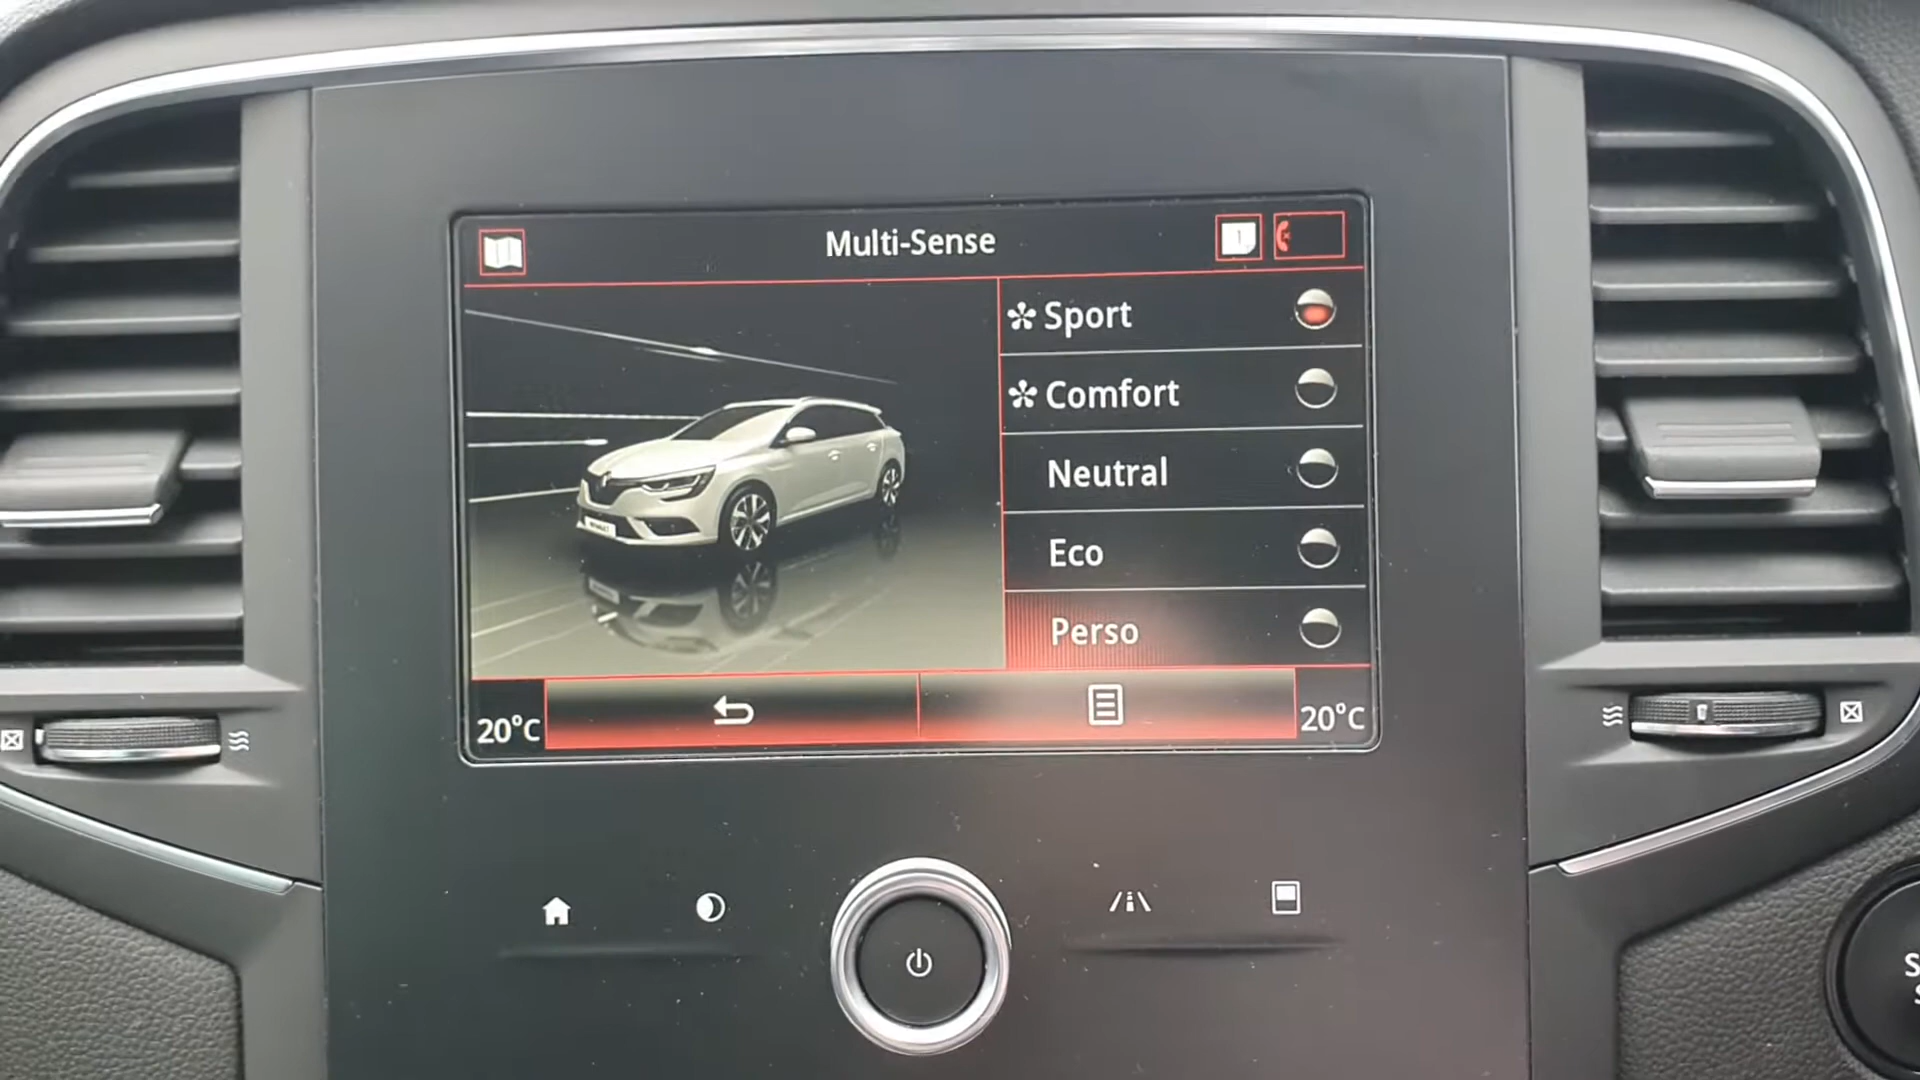 Multi-Sense
Sport
Comfort
Neutral
Eco
Perso
20°C
20°C